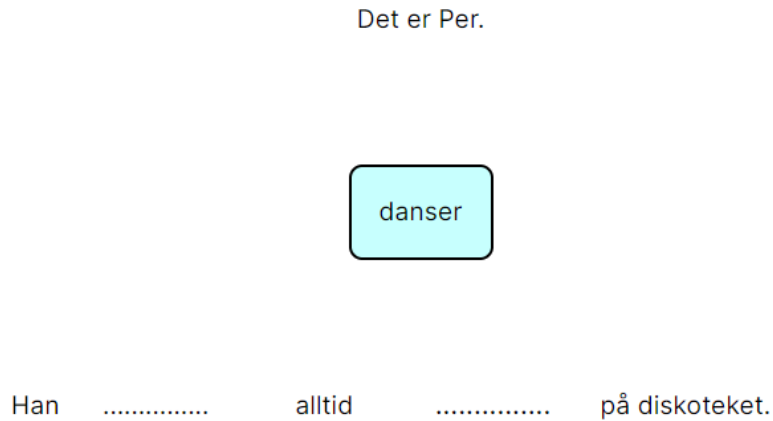 Det er Per.
danser
Han ............... alltid ............... på diskoteket.